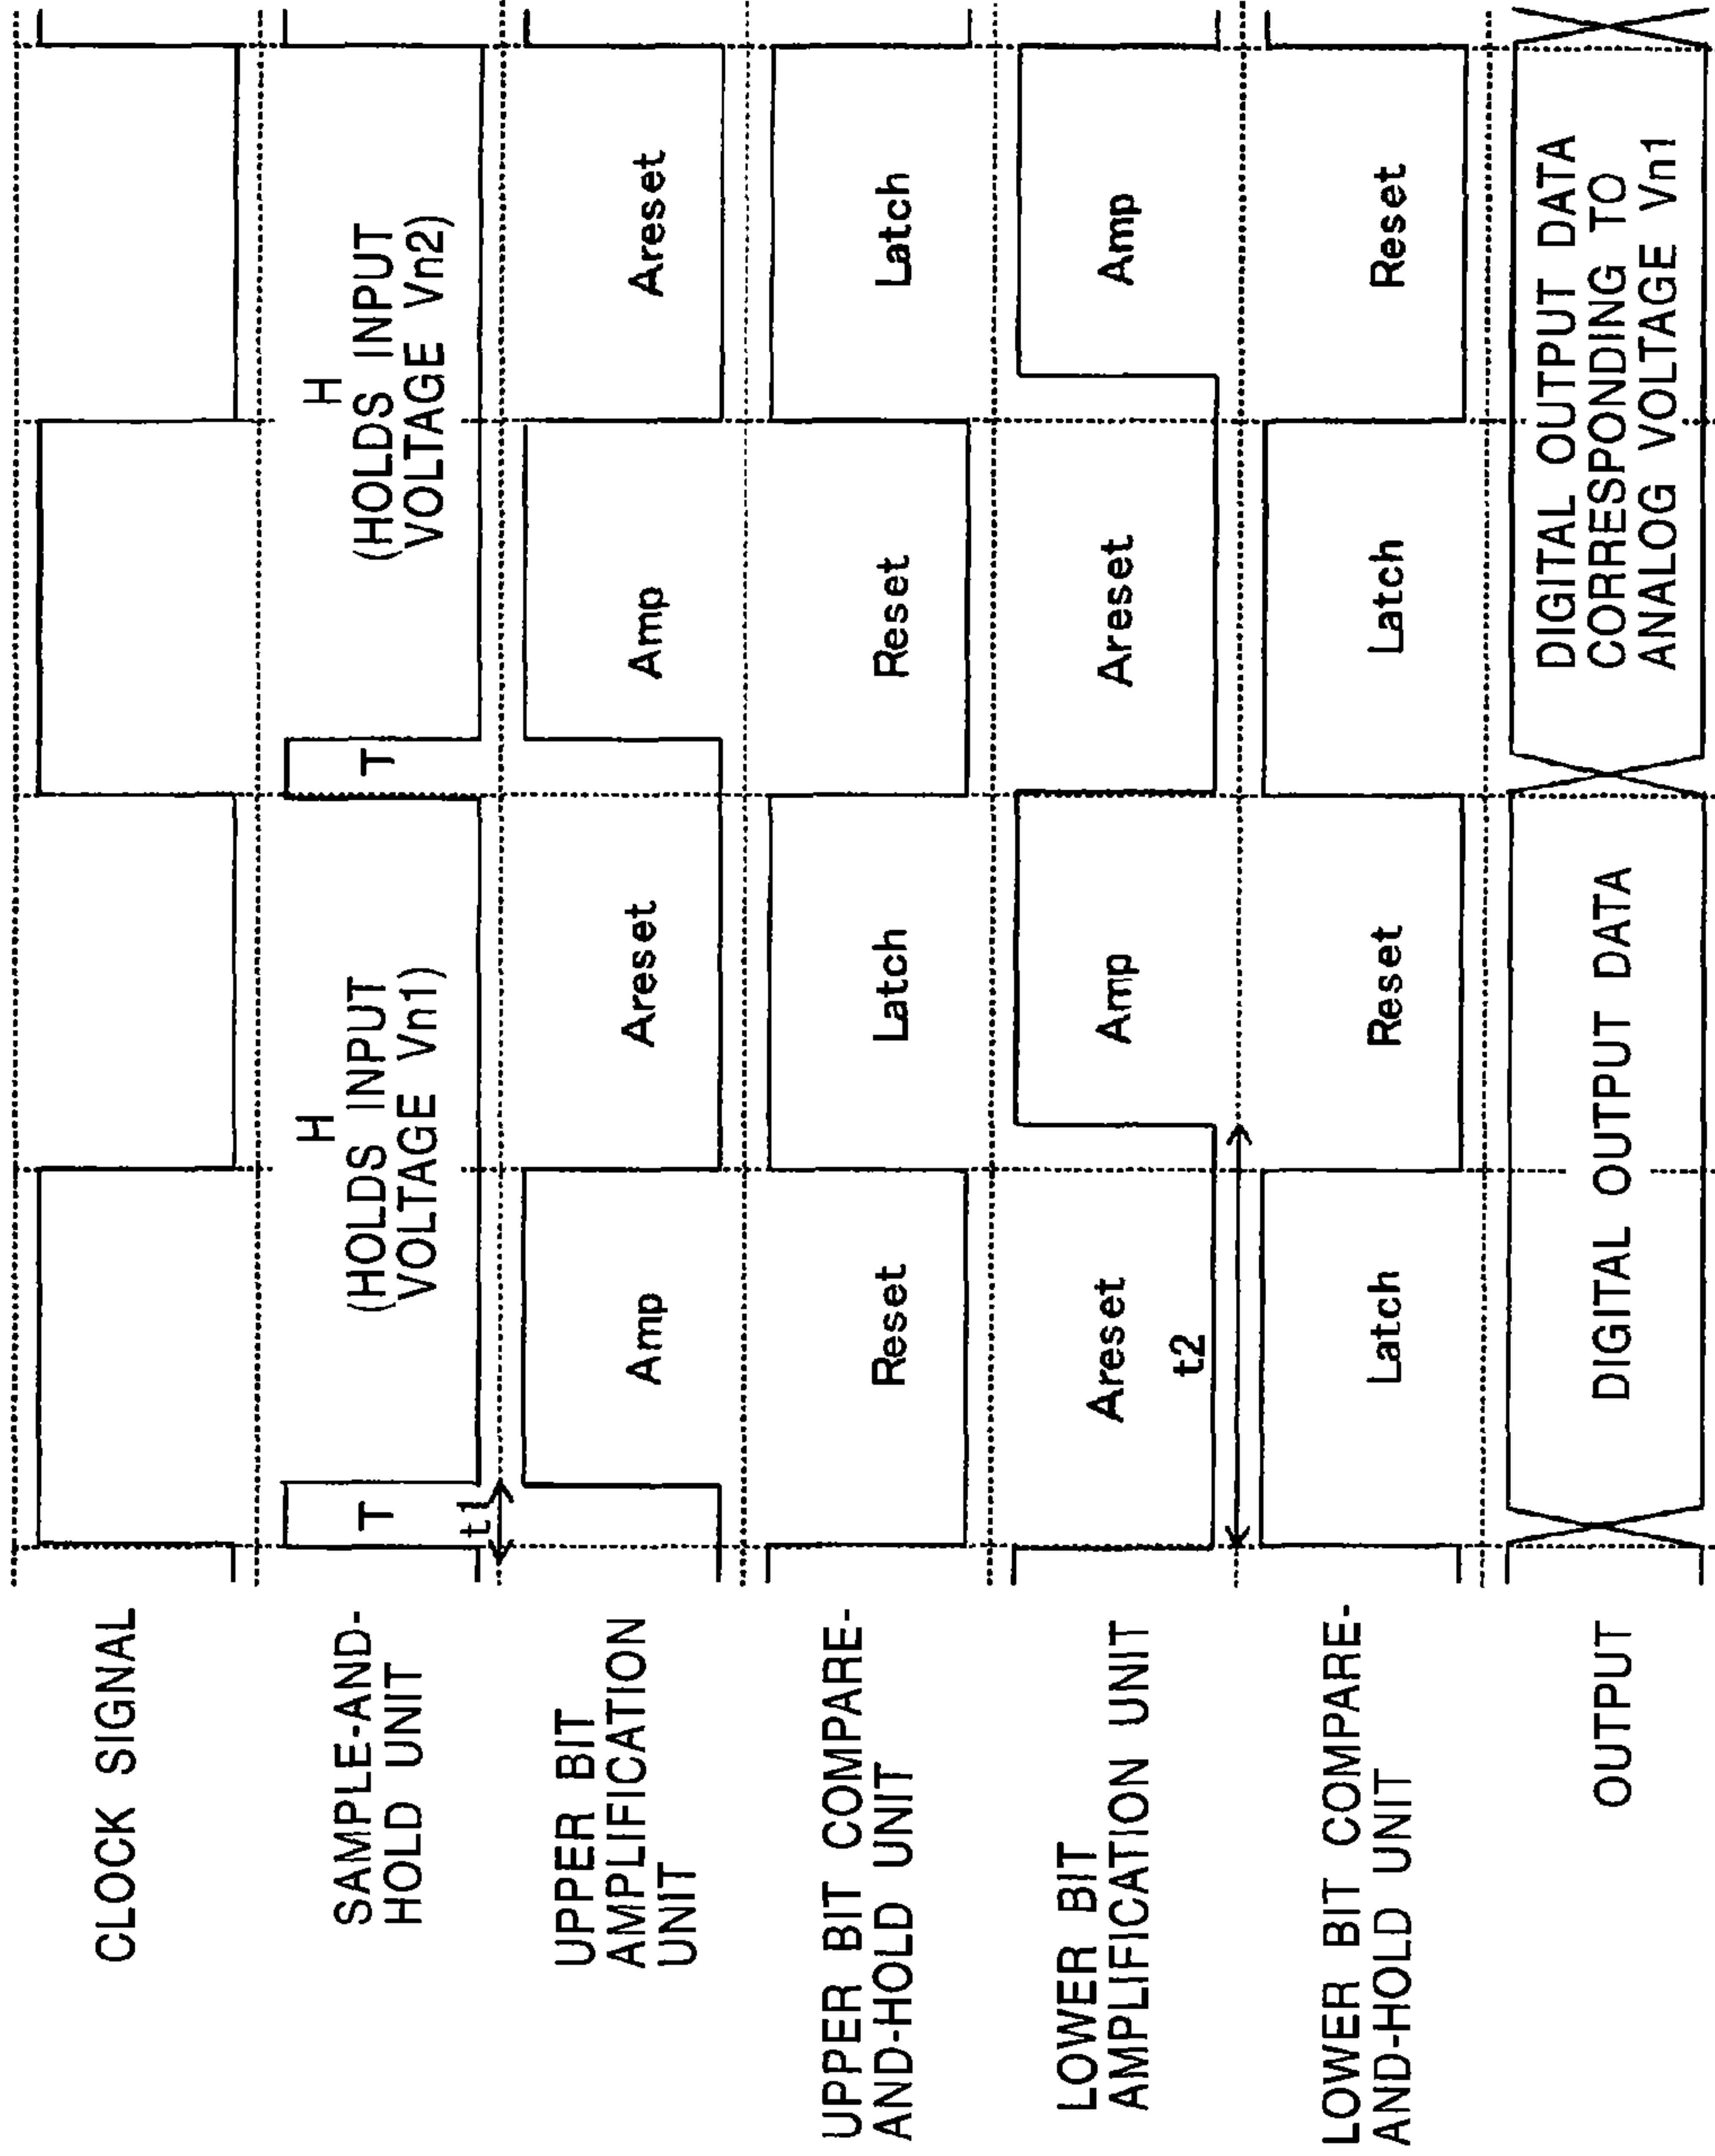 CLOCK SIGNAL
SAMPLE-AND-
HOLD UNIT
T
H
(HOLDS INPUT
VOLTAGE Vn1)
T
H
(HOLDS INPUT
VOLTAGE Vn2)
t1
UPPER BIT
AMPLIFICATION
UNIT
Amp
Areset
Amp
Areset
UPPER BIT COMPARE-
AND-HOLD UNIT
Reset
Latch
Reset
Latch
LOWER BIT
AMPLIFICATION UNIT
Areset
Amp
Areset
Amp
t2
LOWER BIT COMPARE-
AND-HOLD UNIT
Latch
Reset
Latch
Reset
OUTPUT
DIGITAL OUTPUT DATA
DIGITAL OUTPUT DATA
CORRESPONDING TO
ANALOG VOLTAGE Vn1